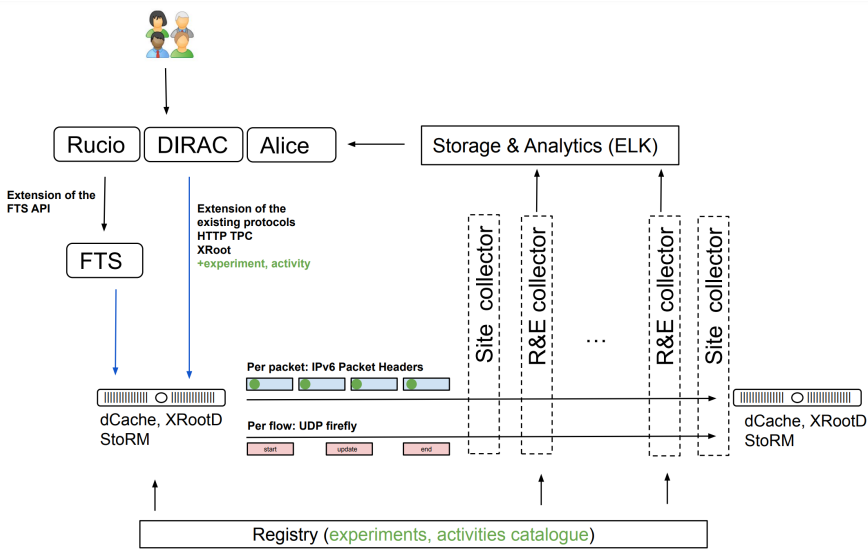 Rucio
DIRAC
Alice
Storage & Analytics (ELK)
Extension of the
FTS API
Extension of the
existing protocols
HTTP TPC
XRoot
+experiment, activity
FTS
Site collector
R&E collector
...
R&E collector
Site collector
Per packet: IPv6 Packet Headers
dCache, XRootD
StoRM
Per flow: UDP firefly
start
update
end
dCache, XRootD
StoRM
Registry (experiments, activities catalogue)